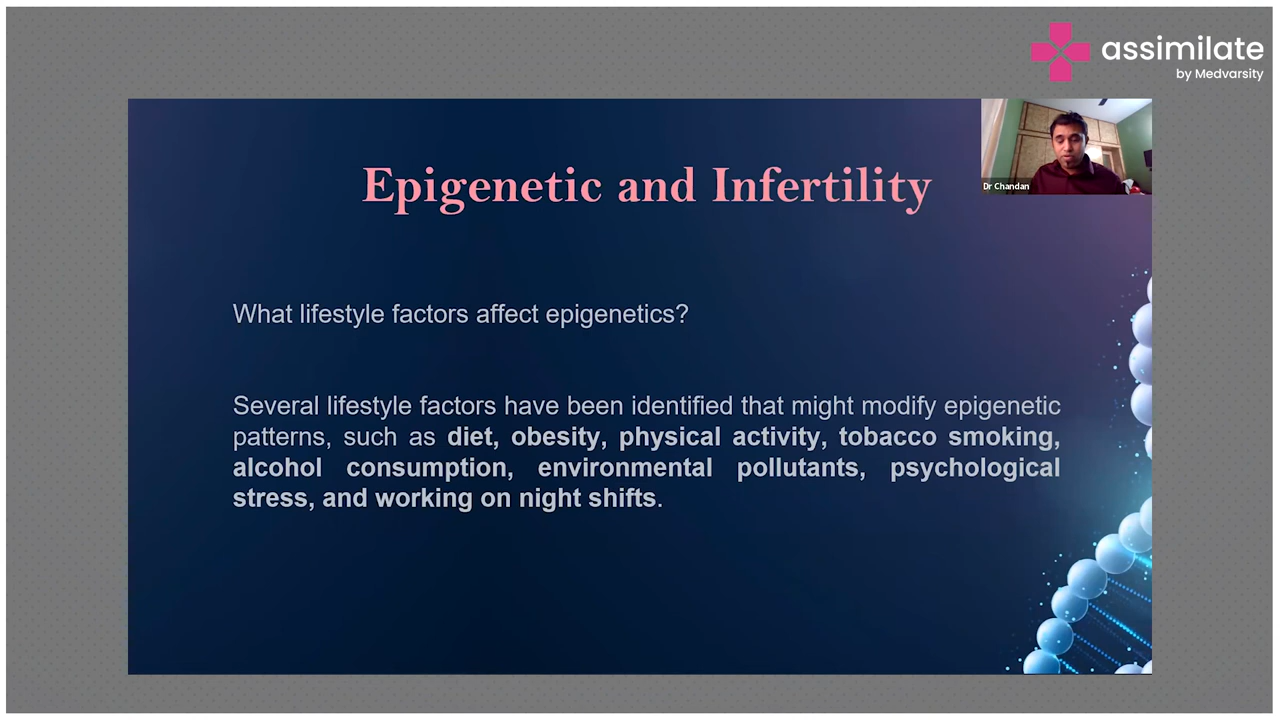 assimilate
by Medvarsity
Dr Chandan
Epigenetic and Infertility
What lifestyle factors affect epigenetics?
Several lifestyle factors have been identified that might modify epigenetic
patterns, such as diet, obesity, physical activity, tobacco smoking,
alcohol consumption, environmental pollutants, psychological
stress, and working on night shifts.